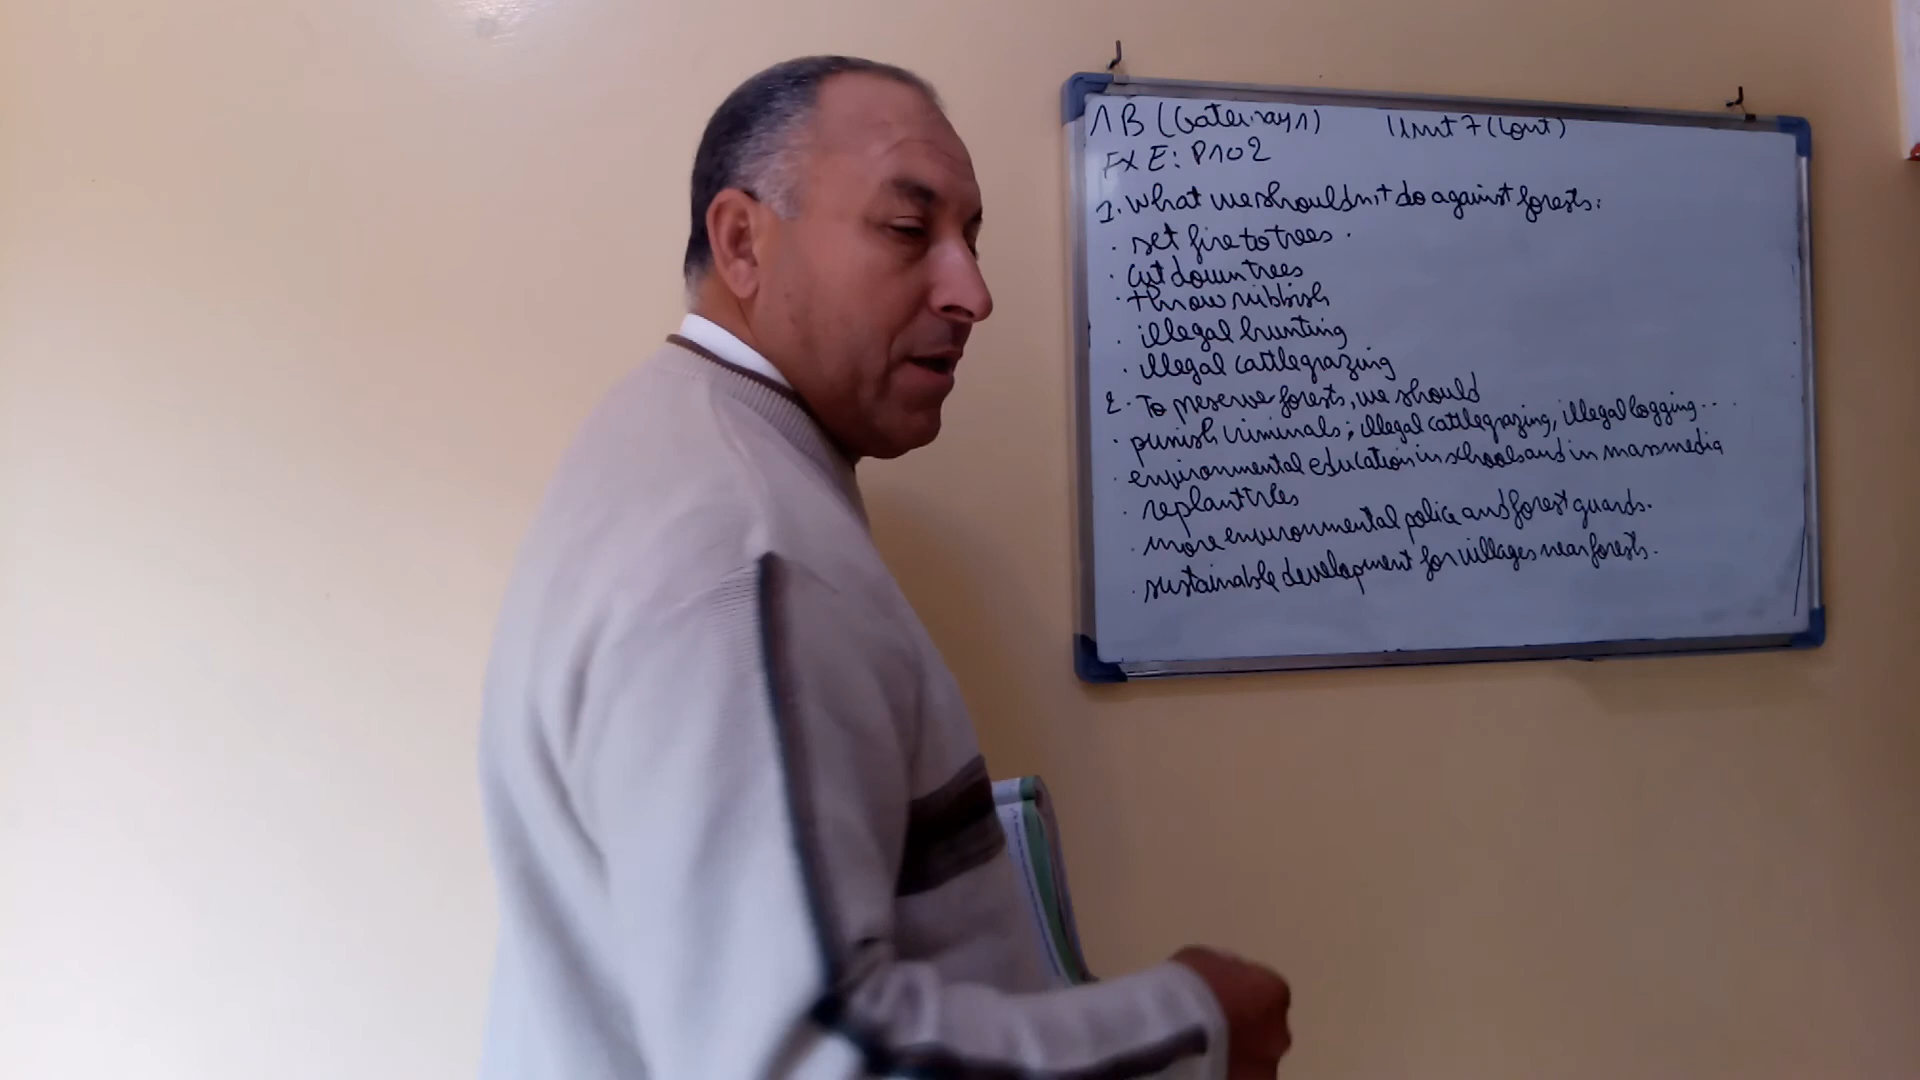 1B (Gateway1) Unit 7 (Cont)
EX E: P102
1. What we shouldn't do against forests:
. set fire to trees.
. cut down trees
. throw rubbish
. illegal hunting
. illegal cattle grazing
2. To preserve forests, we should
. punish criminals; illegal cattle grazing, illegal logging...
. environmental education in schools and in mass media
. replant trees
. more environmental police and forest guards.
. sustainable development for villages near forests.